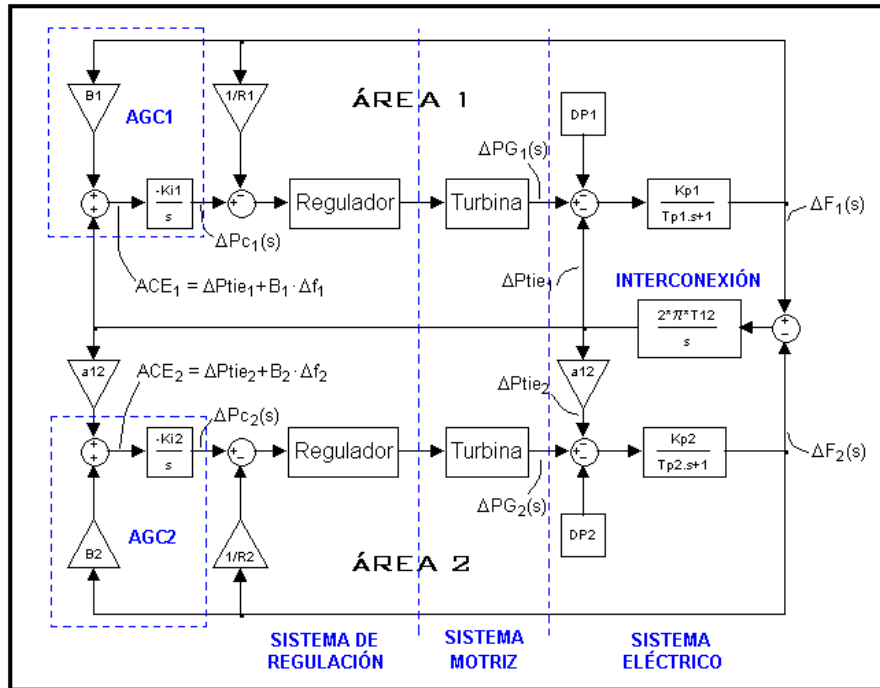 B1
1/R1
ÁREA 1
AGC1
DP1
ΔPG₁(s)
-Ki1
s
Regulador
Turbina
Kp1
Tp1.s+1
ΔPc₁(s)
ΔF₁(s)
ACE₁ = ΔPtie₁+B₁·Δf₁
ΔPtie₁
INTERCONEXIÓN
2*π*T12
s
a12
ACE₂ = ΔPtie₂+B₂·Δf₂
ΔPtie₂
a12
ΔPc₂(s)
-Ki2
s
Regulador
Turbina
Kp2
Tp2.s+1
ΔF₂(s)
ΔPG₂(s)
AGC2
B2
1/R2
DP2
ÁREA 2
SISTEMA DE
REGULACIÓN
SISTEMA
MOTRIZ
SISTEMA
ELÉCTRICO